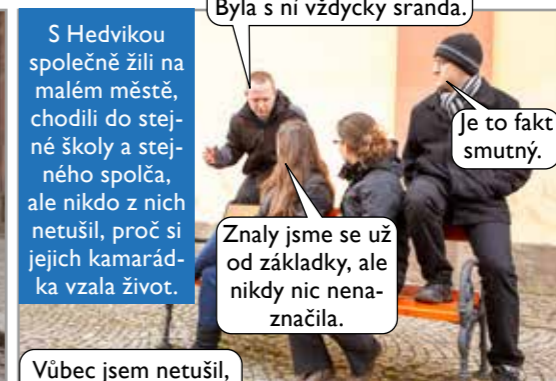 Byla s ní vždycky sranda.
S Hedvikou
společně žili na
malém městě,
chodili do stej-
né školy a stej-
ného spolča,
ale nikdo z nich
netušil, proč si
jejich kamarád-
ka vzala život.
Je to fakt
smutný.
Znaly jsme se už
od základky, ale
nikdy nic nena-
značila.
Vůbec jsem netušil,